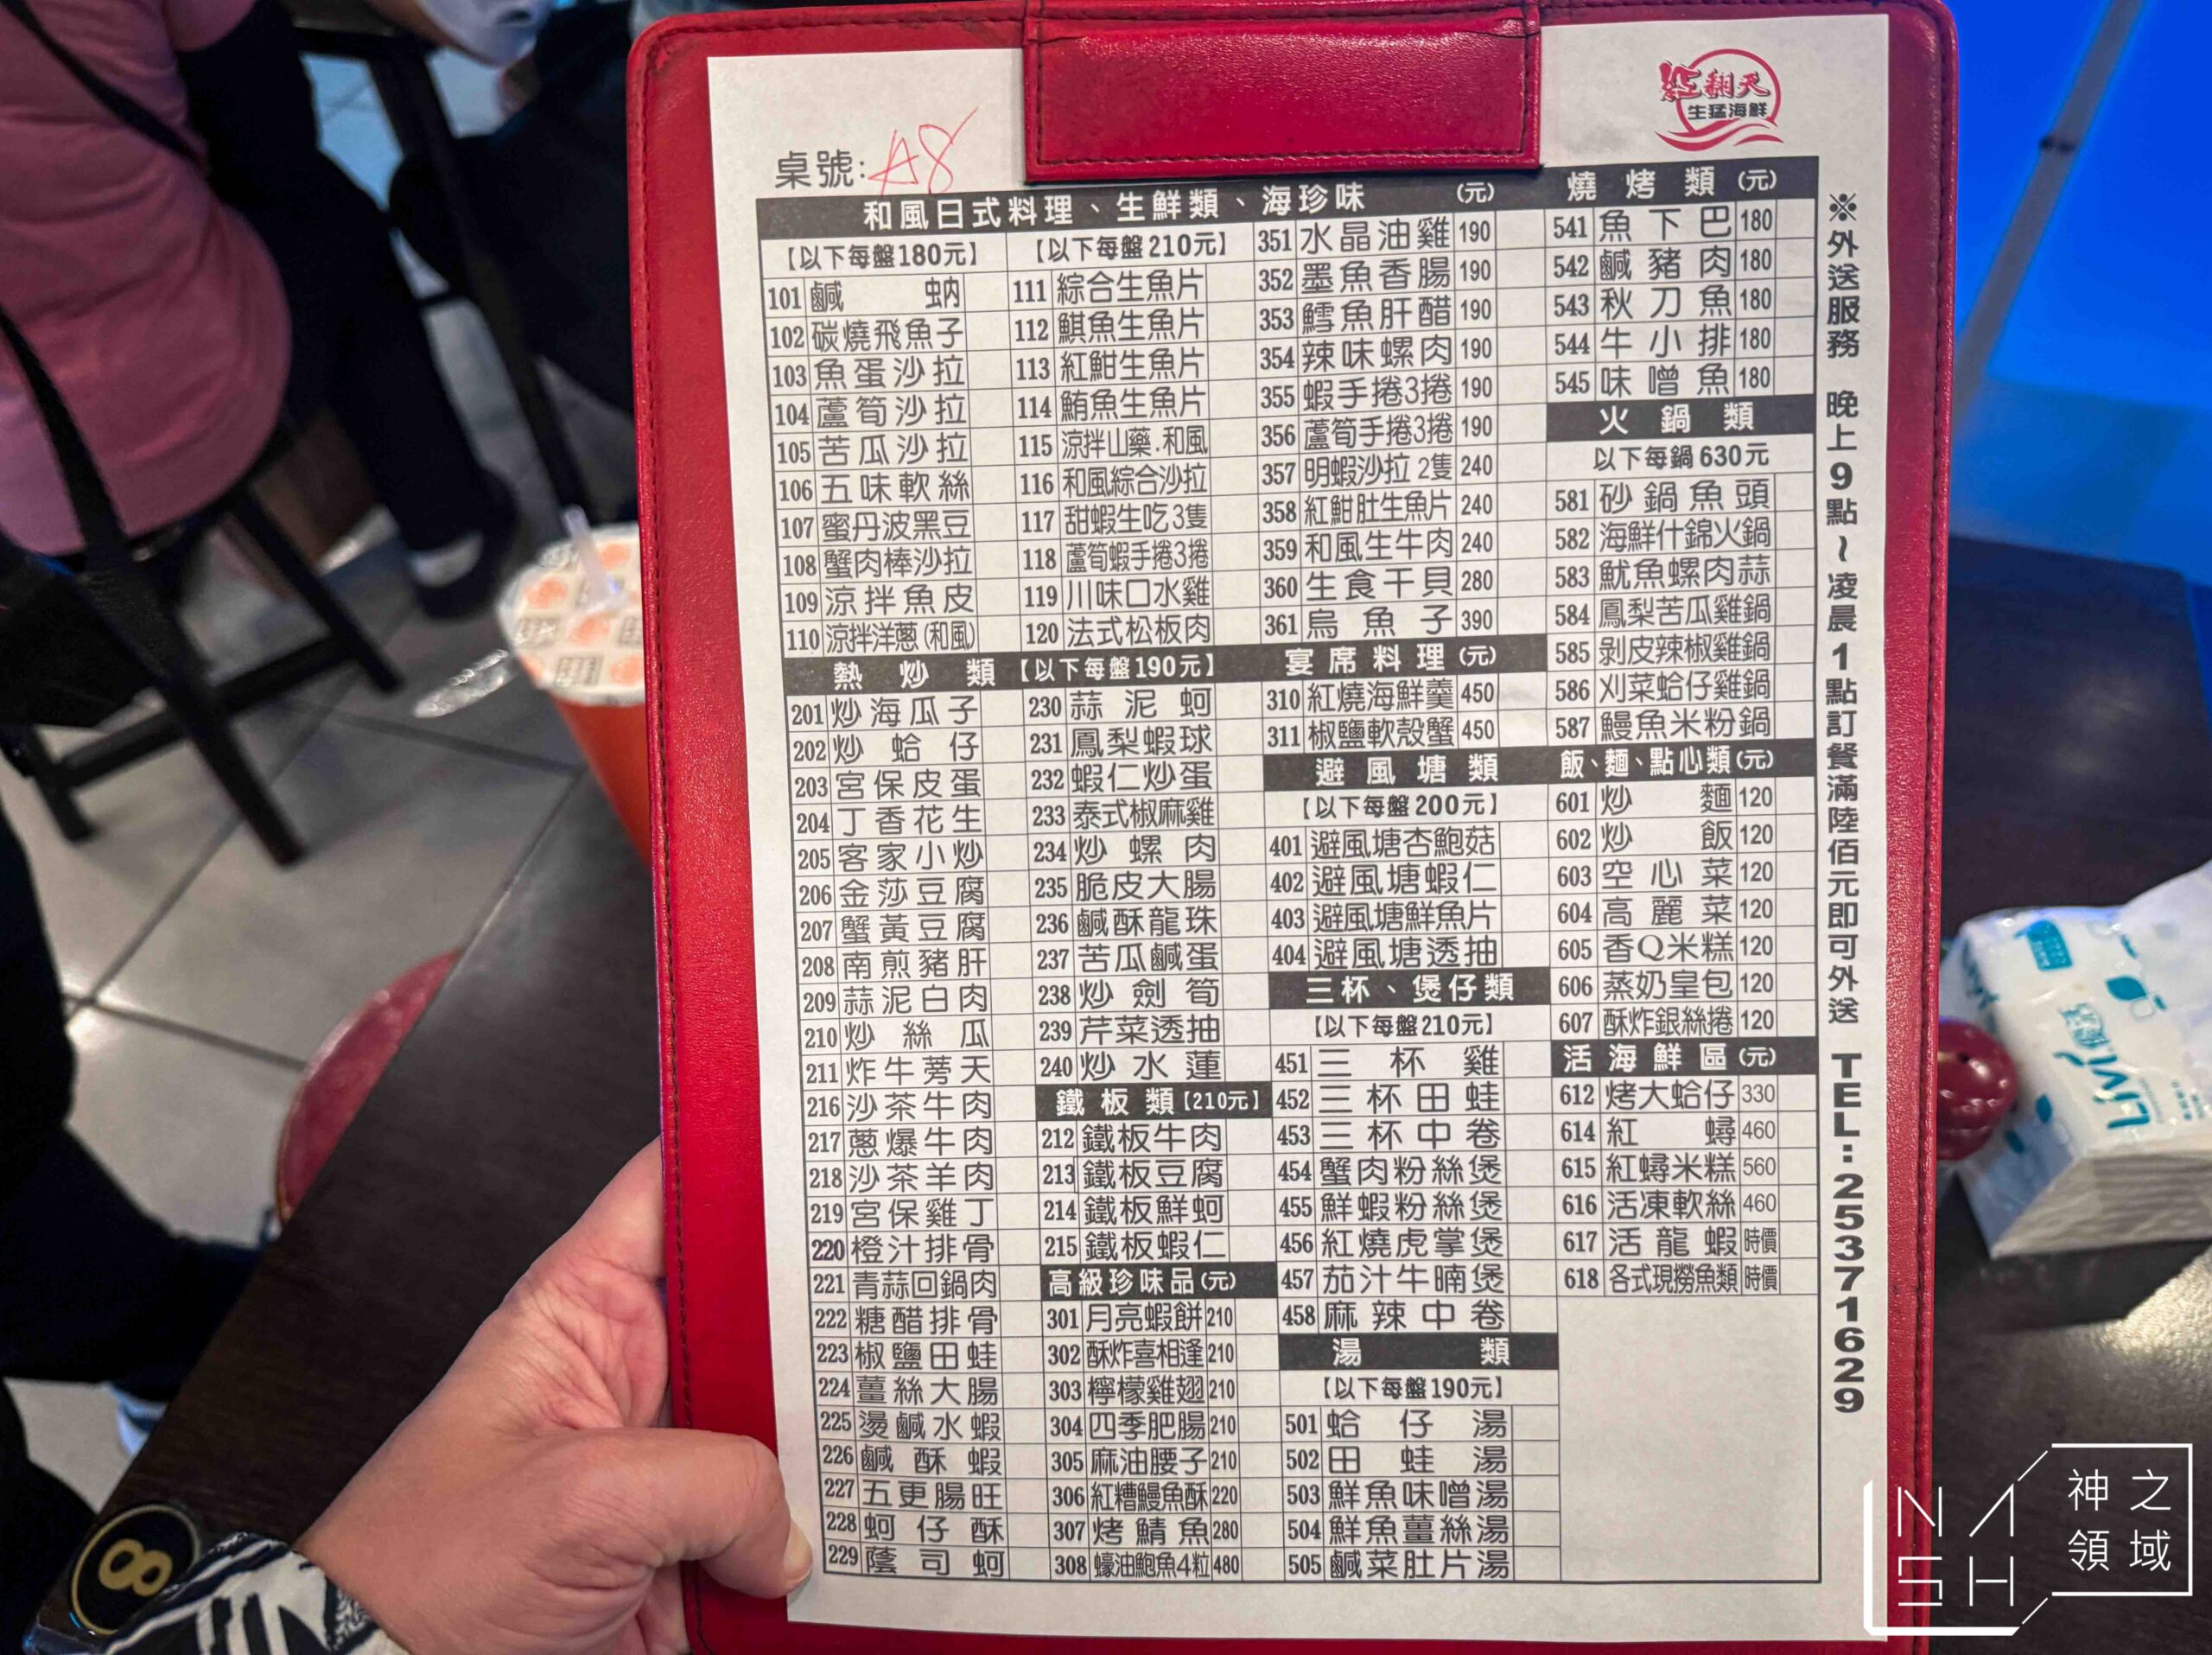 紅翻天
生猛海鮮
桌號:A8
和風日式料理、生鮮類、海珍味 (元)
【以下每盤180元】
101 鹹蚋
102 碳燒飛魚子
103 魚蛋沙拉
104 蘆筍沙拉
105 苦瓜沙拉
106 五味軟絲
107 蜜丹波黑豆
108 蟹肉棒沙拉
109 涼拌魚皮
110 涼拌洋蔥(和風)
【以下每盤210元】
111 綜合生魚片
112 鯕魚生魚片
113 紅魽生魚片
114 鮪魚生魚片
115 涼拌山藥.和風
116 和風綜合沙拉
117 甜蝦生吃3隻
118 蘆筍蝦手捲3捲
119 川味口水雞
120 法式松板肉
351 水晶油雞 190
352 墨魚香腸 190
353 鱈魚肝醋 190
354 辣味螺肉 190
355 蝦手捲3捲 190
356 蘆筍手捲3捲 190
357 明蝦沙拉2隻 240
358 紅魽肚生魚片 240
359 和風生牛肉 240
360 生食干貝 280
361 烏魚子 390
熱炒類【以下每盤190元】
201 炒海瓜子
202 炒蛤仔
203 宮保皮蛋
204 丁香花生
205 客家小炒
206 金莎豆腐
207 蟹黃豆腐
208 南煎豬肝
209 蒜泥白肉
210 炒絲瓜
211 炸牛蒡天
216 沙茶牛肉
217 蔥爆牛肉
218 沙茶羊肉
219 宮保雞丁
220 橙汁排骨
221 青蒜回鍋肉
222 糖醋排骨
223 椒鹽田蛙
224 薑絲大腸
225 燙鹹水蝦
226 鹹酥蝦
227 五更腸旺
228 蚵仔酥
229 蔭司蚵
230 蒜泥蚵
231 鳳梨蝦球
232 蝦仁炒蛋
233 泰式椒麻雞
234 炒螺肉
235 脆皮大腸
236 鹹酥龍珠
237 苦瓜鹹蛋
238 炒劍筍
239 芹菜透抽
240 炒水蓮
鐵板類【210元】
212 鐵板牛肉
213 鐵板豆腐
214 鐵板鮮蚵
215 鐵板蝦仁
高級珍味品(元)
301 月亮蝦餅 210
302 酥炸喜相逢 210
303 檸檬雞翅 210
304 四季肥腸 210
305 麻油腰子 210
306 紅糟鰻魚酥 220
307 烤鯖魚 280
308 蠔油鮑魚4粒 480
宴席料理(元)
310 紅燒海鮮羹 450
311 椒鹽軟殼蟹 450
避風塘類
【以下每盤200元】
401 避風塘杏鮑菇
402 避風塘蝦仁
403 避風塘鮮魚片
404 避風塘透抽
三杯、煲仔類
【以下每盤210元】
451 三杯雞
452 三杯田蛙
453 三杯中卷
454 蟹肉粉絲煲
455 鮮蝦粉絲煲
456 紅燒虎掌煲
457 茄汁牛腩煲
458 麻辣中卷
湯類
【以下每盤190元】
501 蛤仔湯
502 田蛙湯
503 鮮魚味噌湯
504 鮮魚薑絲湯
505 鹹菜肚片湯
燒烤類(元)
541 魚下巴 180
542 鹹豬肉 180
543 秋刀魚 180
544 牛小排 180
545 味噌魚 180
火鍋類
以下每鍋630元
581 砂鍋魚頭
582 海鮮什錦火鍋
583 魷魚螺肉蒜
584 鳳梨苦瓜雞鍋
585 剝皮辣椒雞鍋
586 刈菜蛤仔雞鍋
587 鰻魚米粉鍋
飯、麵、點心類(元)
601 炒麵 120
602 炒飯 120
603 空心菜 120
604 高麗菜 120
605 香Q米糕 120
606 蒸奶皇包 120
607 酥炸銀絲捲 120
活海鮮區(元)
612 烤大蛤仔 330
614 紅蟳 460
615 紅蟳米糕 560
616 活凍軟絲 460
617 活龍蝦 時價
618 各式現撈魚類 時價
※外送服務 晚上9點~凌晨1點訂餐滿陸佰元即可外送 TEL:25371629
Livi
8
NASH
神之領域